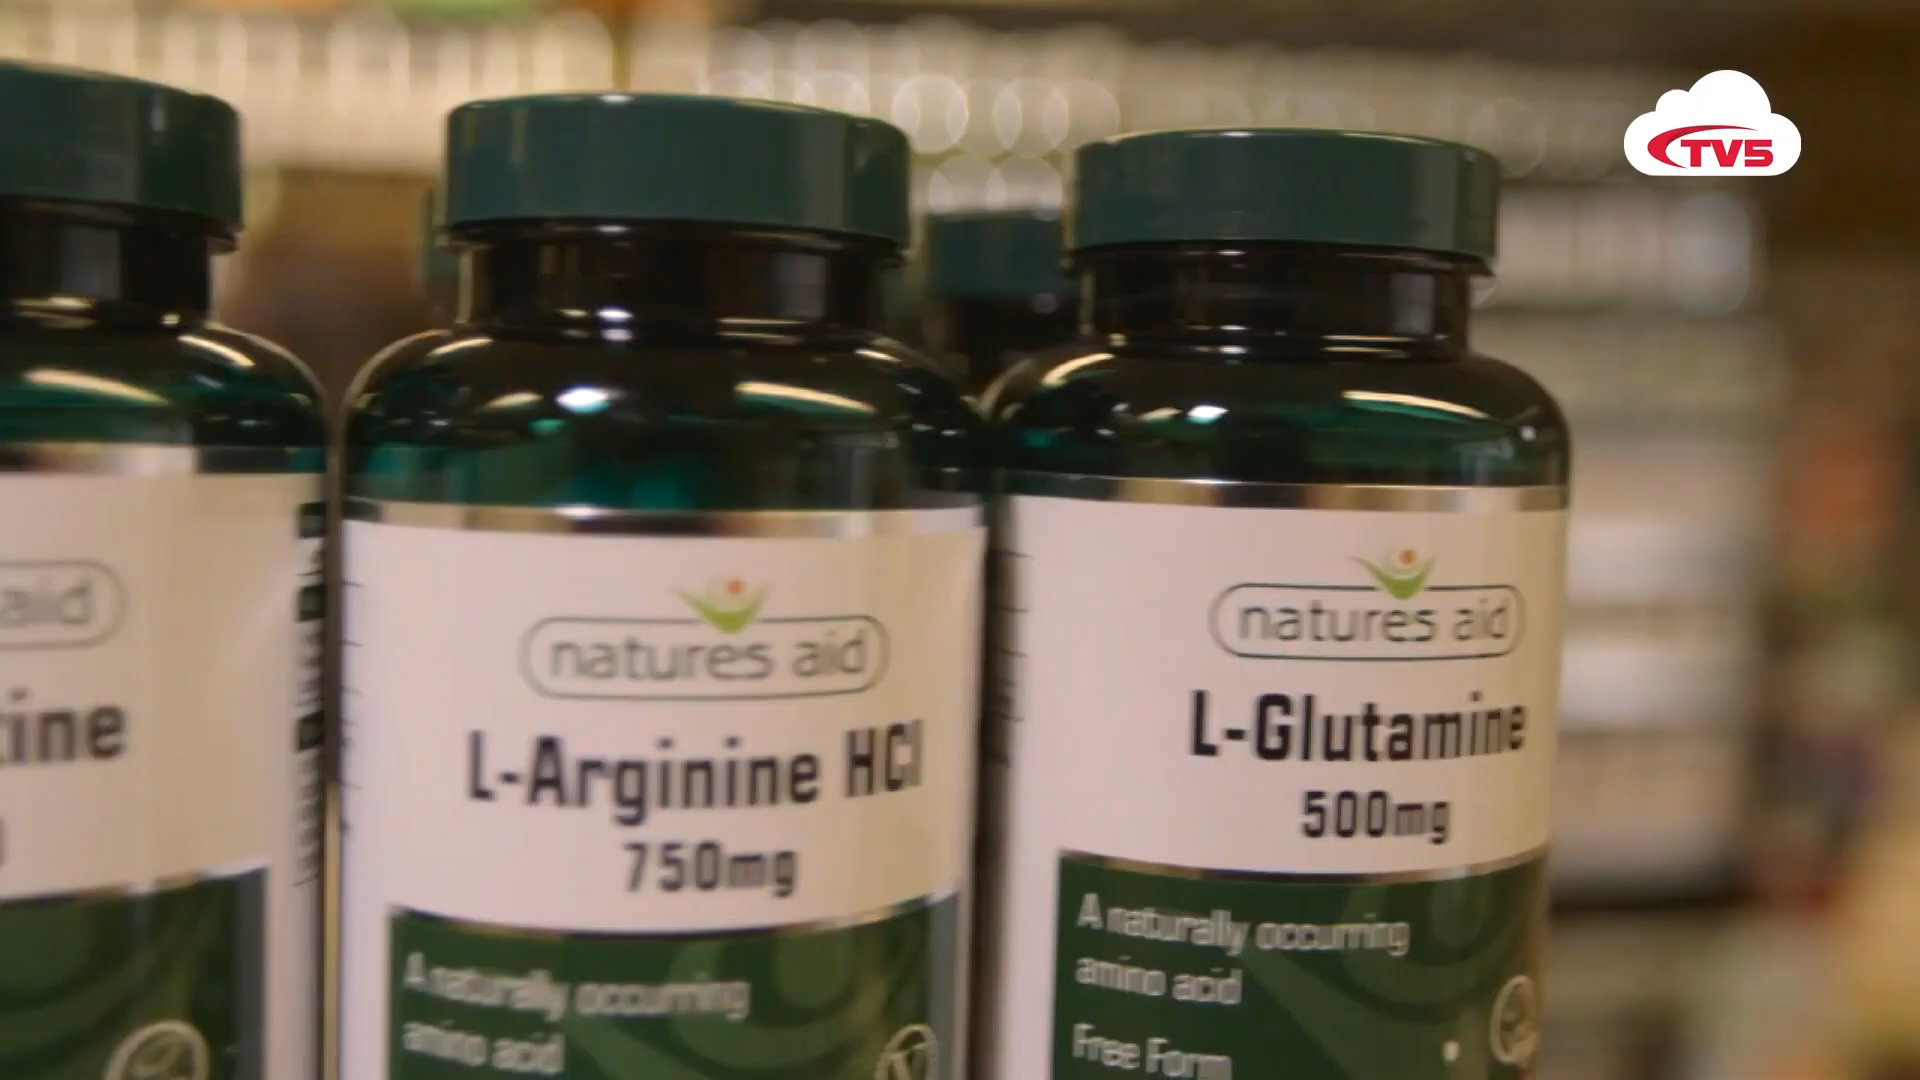 TV5
aid
natures aid
L-Arginine HCl
750mg
A naturally occurring
amino acid
natures aid
L-Glutamine
500mg
A naturally occurring
amino acid
Free Form